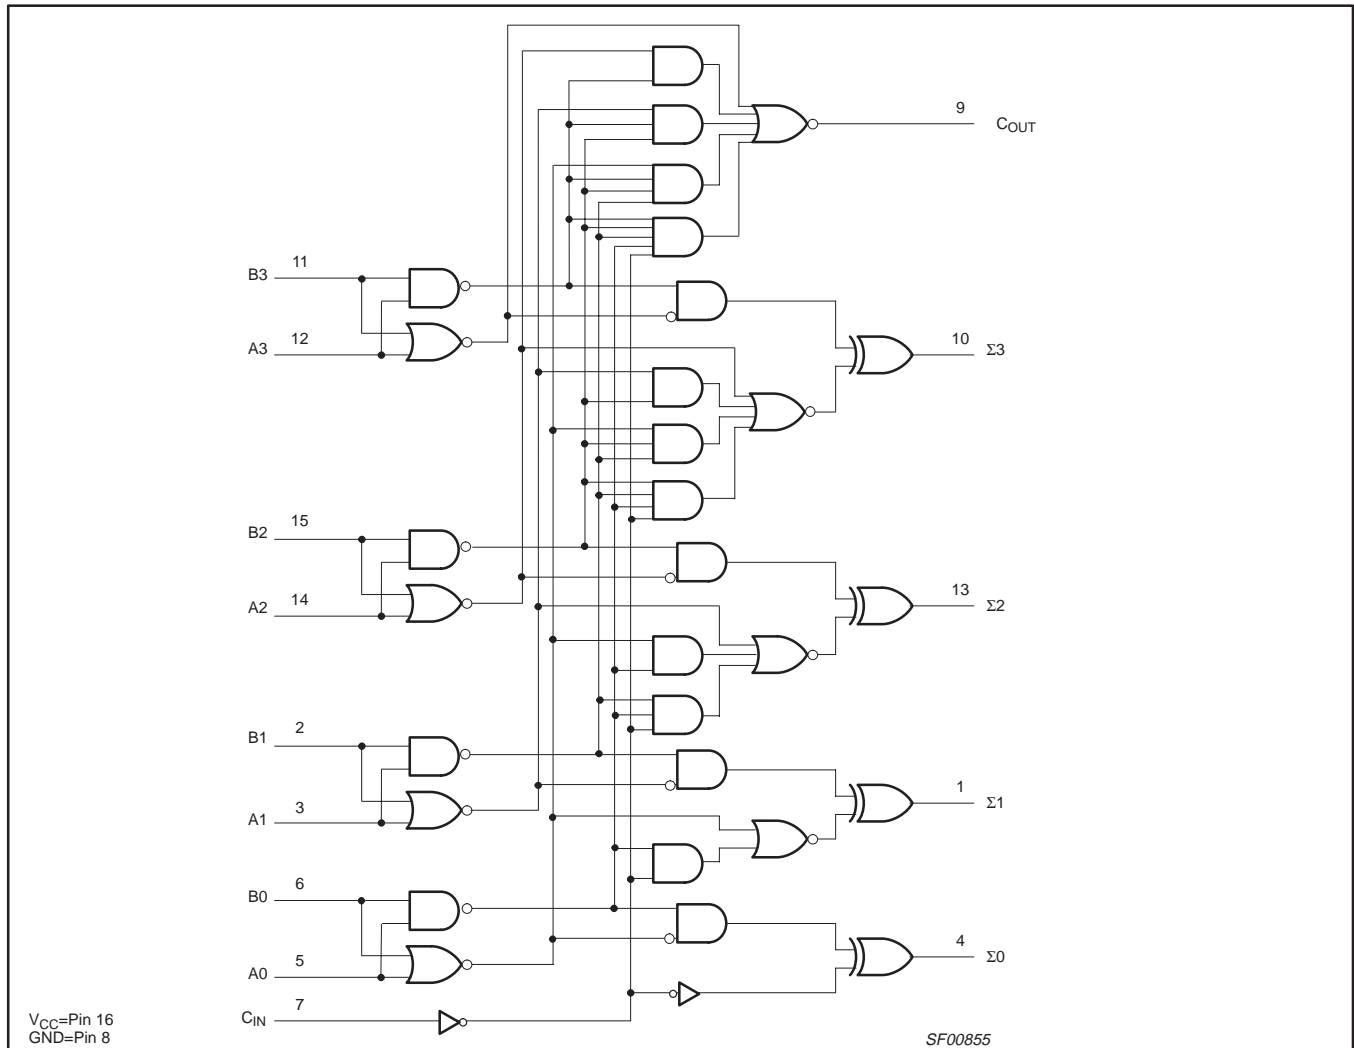 9
COUT
B3 11
A3 12
10 Σ3
B2 15
A2 14
13 Σ2
B1 2
A1 3
1 Σ1
B0 6
A0 5
4 Σ0
CIN 7
VCC=Pin 16
GND=Pin 8
SF00855